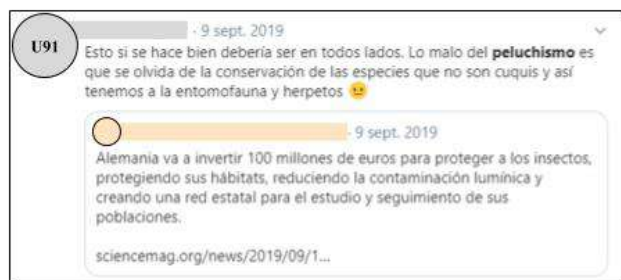 U91
· 9 sept. 2019
Esto si se hace bien debería ser en todos lados. Lo malo del peluchismo es
que se olvida de la conservación de las especies que no son cuquis y así
tenemos a la entomofauna y herpetos 😐
· 9 sept. 2019
Alemania va a invertir 100 millones de euros para proteger a los insectos,
protegiendo sus hábitats, reduciendo la contaminación lumínica y
creando una red estatal para el estudio y seguimiento de sus
poblaciones.
sciencemag.org/news/2019/09/1...